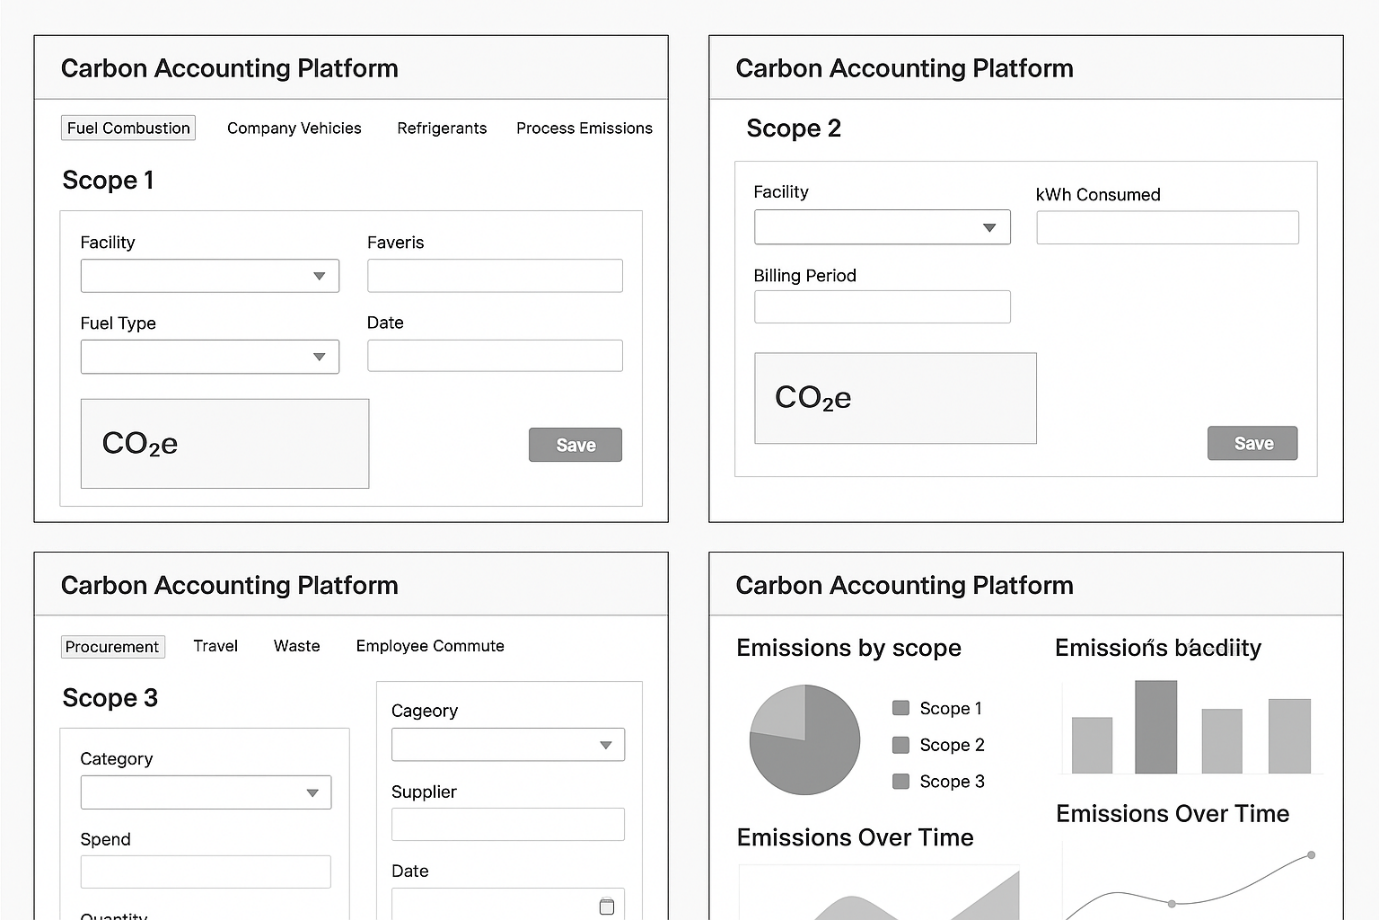 Carbon Accounting Platform
Fuel Combustion Company Vehicles Refrigerants Process Emissions
Scope 1
Facility Faveris
Fuel Type Date
CO₂e Save
Carbon Accounting Platform
Scope 2
Facility kWh Consumed
Billing Period
CO₂e
Save
Carbon Accounting Platform
Procurement Travel Waste Employee Commute
Scope 3
Category
Spend
Quantity
Cageory
Supplier
Date
Carbon Accounting Platform
Emissions by scope
Scope 1
Scope 2
Scope 3
Emissions Over Time
Emissions
Emissions Over Time